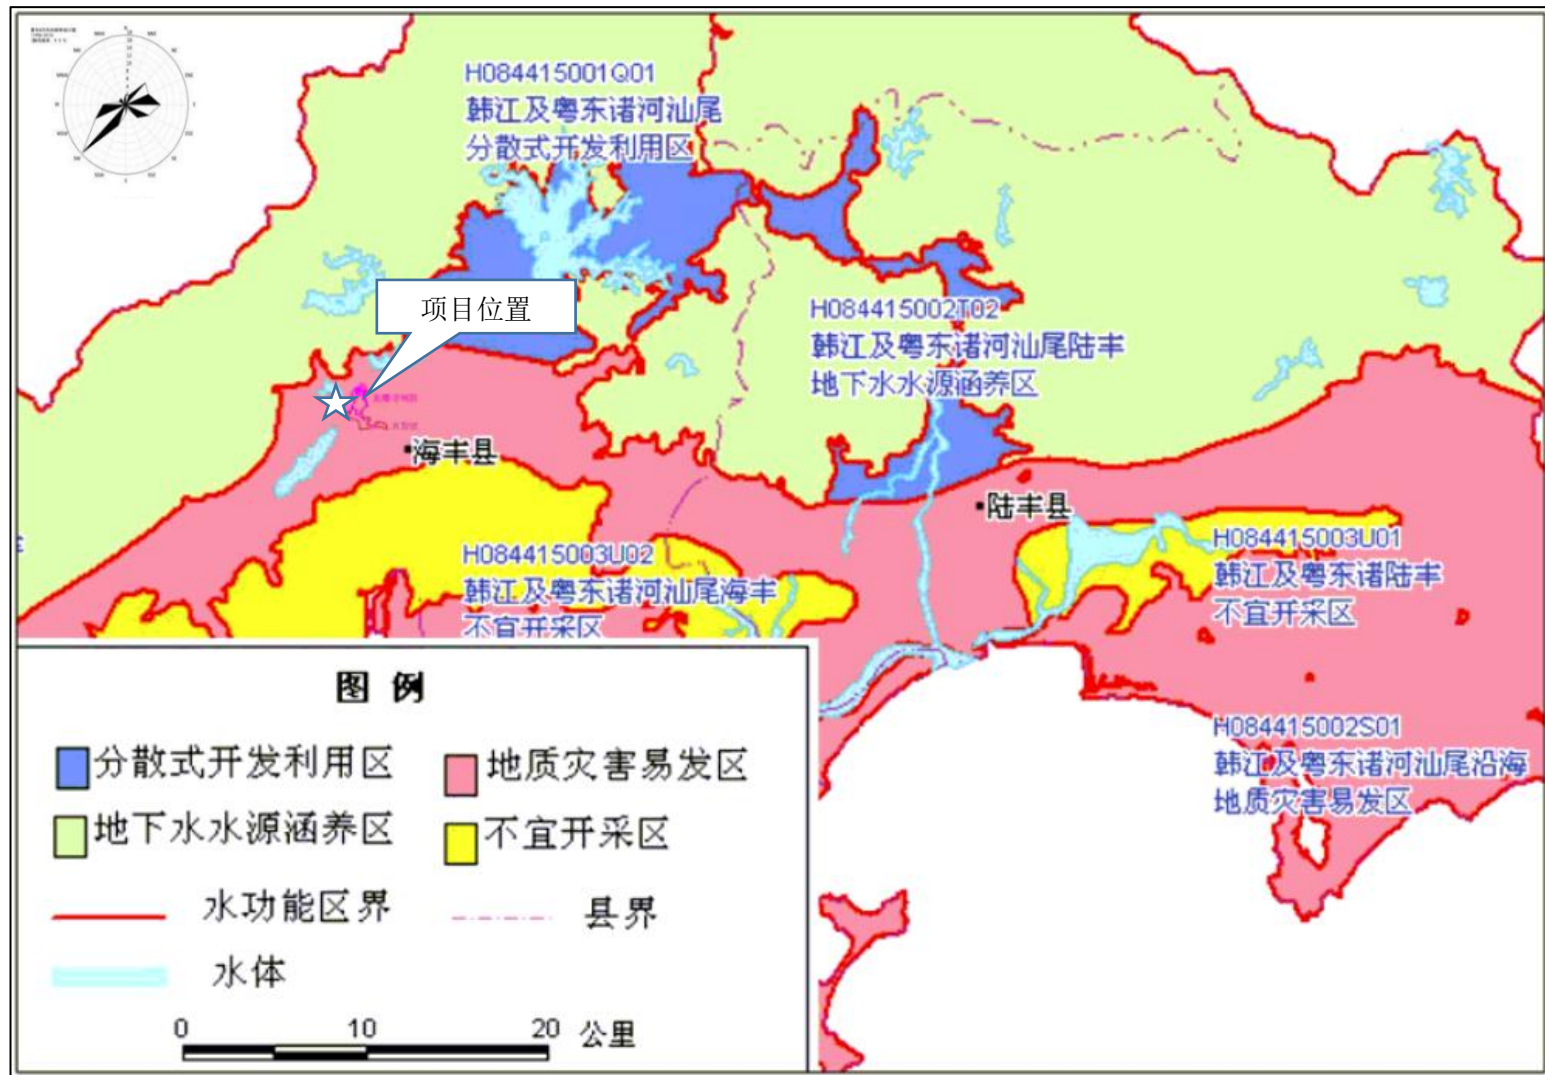 H084415001Q01
韩江及粤东诸河汕尾
分散式开发利用区
项目位置
H084415002T02
韩江及粤东诸河汕尾陆丰
地下水水源涵养区
海丰县
陆丰县
H084415003U02
韩江及粤东诸河汕尾海丰
不宜开采区
H084415003U01
韩江及粤东诸陆丰
不宜开采区
H084415002S01
韩江及粤东诸河汕尾沿海
地质灾害易发区
图 例
分散式开发利用区
地质灾害易发区
地下水水源涵养区
不宜开采区
水功能区界
县界
水体
0 10 20 公里